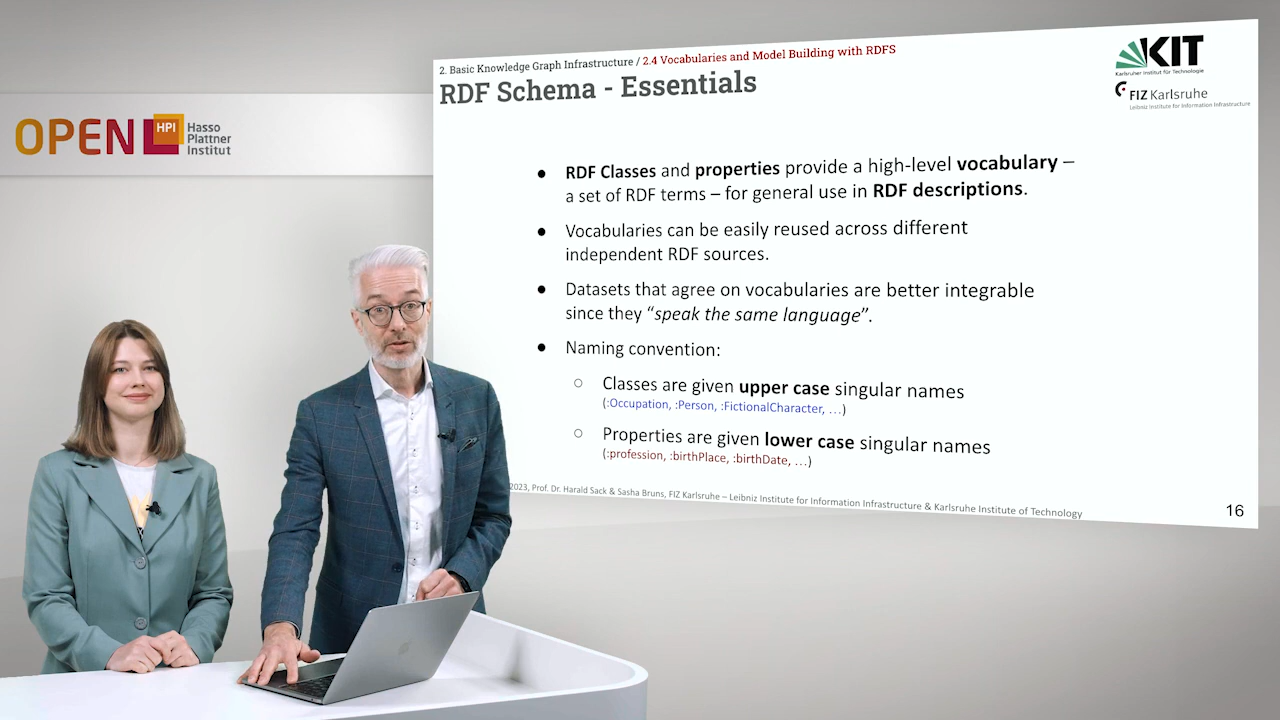 OPEN HPI Hasso
Plattner
Institut
2. Basic Knowledge Graph Infrastructure / 2.4 Vocabularies and Model Building with RDFS
RDF Schema - Essentials
KIT
Karlsruher Institut für Technologie
FIZ Karlsruhe
Leibniz Institute for Information Infrastructure
● RDF Classes and properties provide a high-level vocabulary –
a set of RDF terms – for general use in RDF descriptions.
● Vocabularies can be easily reused across different
independent RDF sources.
● Datasets that agree on vocabularies are better integrable
since they “speak the same language”.
● Naming convention:
○ Classes are given upper case singular names
(:Occupation, :Person, :FictionalCharacter, …)
○ Properties are given lower case singular names
(:profession, :birthPlace, :birthDate, …)
2023, Prof. Dr. Harald Sack & Sasha Bruns, FIZ Karlsruhe – Leibniz Institute for Information Infrastructure & Karlsruhe Institute of Technology
16